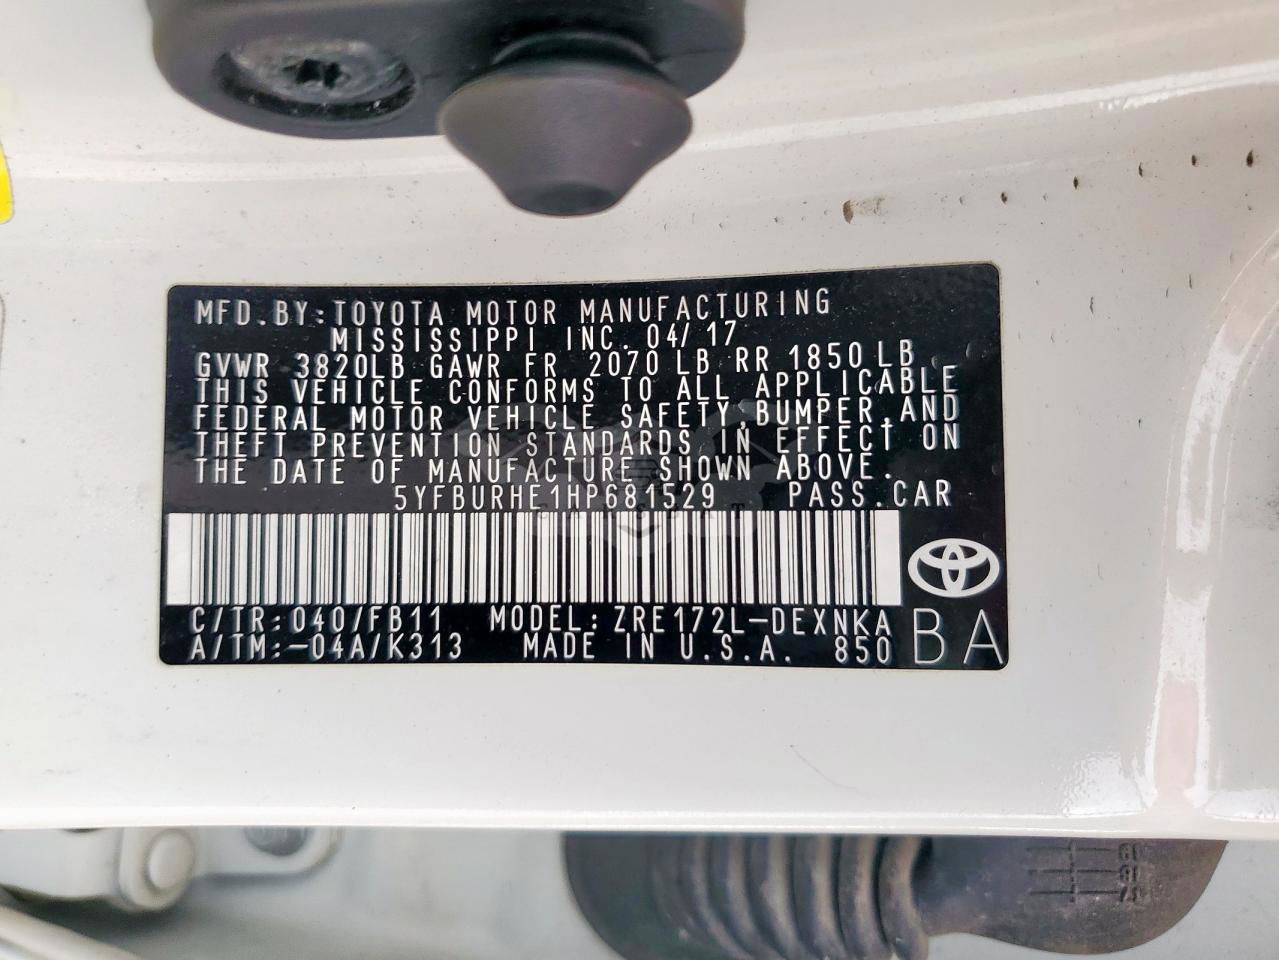 MFD.BY:TOYOTA MOTOR MANUFACTURING
MISSISSIPPI INC. 04/17
GVWR 3820LB GAWR FR 2070 LB RR 1850LB
THIS VEHICLE CONFORMS TO ALL APPLICABLE
FEDERAL MOTOR VEHICLE SAFETY,BUMPER,AND
THEFT PREVENTION STANDARDS IN EFFECT ON
THE DATE OF MANUFACTURE SHOWN ABOVE.
5YFBURHE1HP681529 PASS.CAR
C/TR:040/FB11 MODEL:ZRE172L-DEXNKA
A/TM:-04A/K313 MADE IN U.S.A. 850
BA